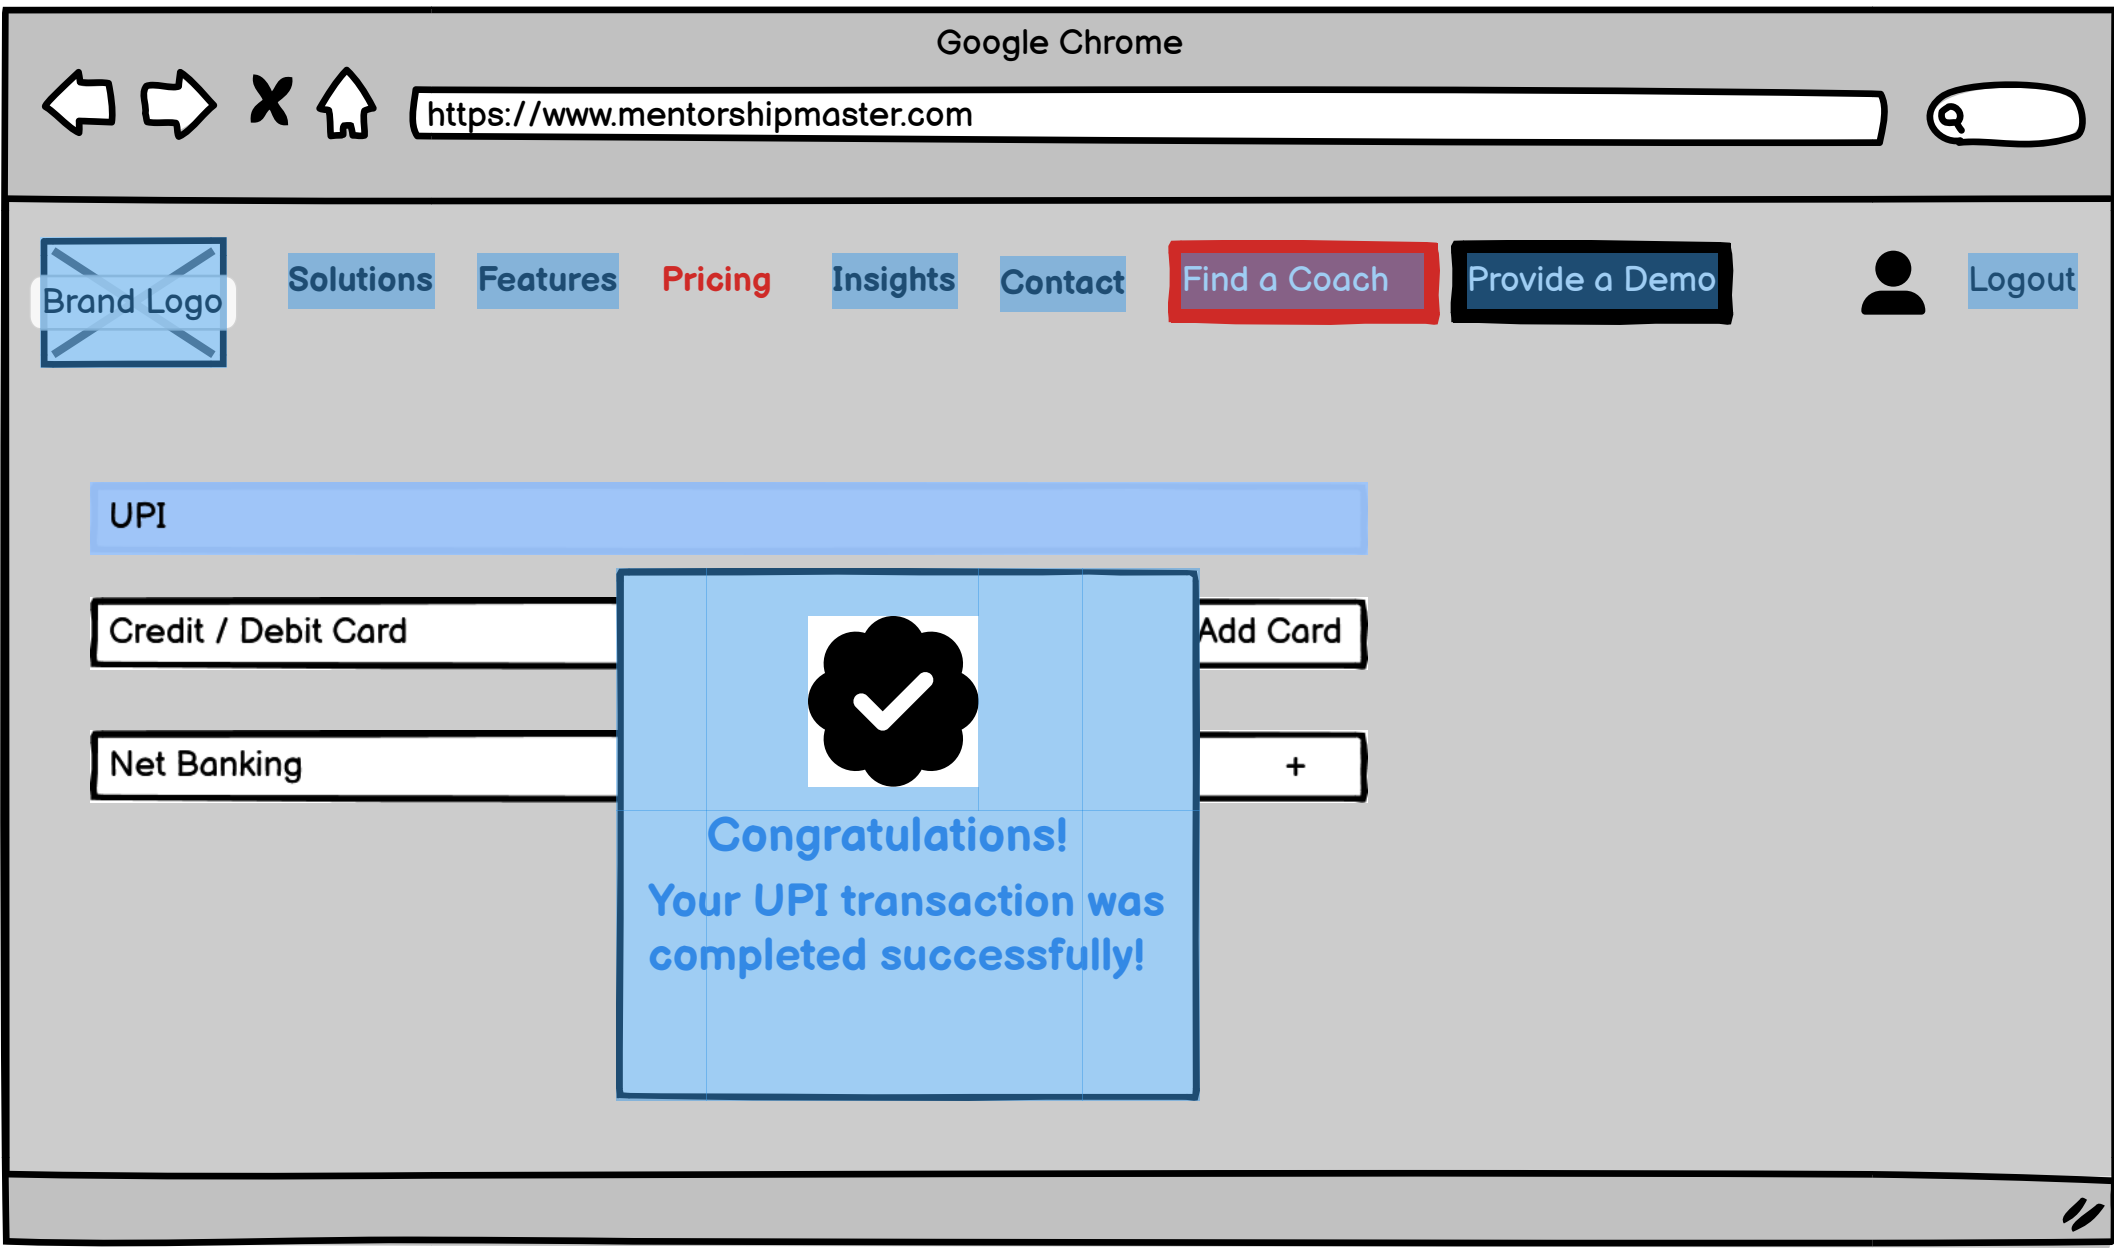 Google Chrome
https://www.mentorshipmaster.com
Brand Logo
Solutions
Features
Pricing
Insights
Contact
Find a Coach
Provide a Demo
Logout
UPI
Credit / Debit Card
Add Card
Net Banking
+
Congratulations!
Your UPI transaction was
completed successfully!